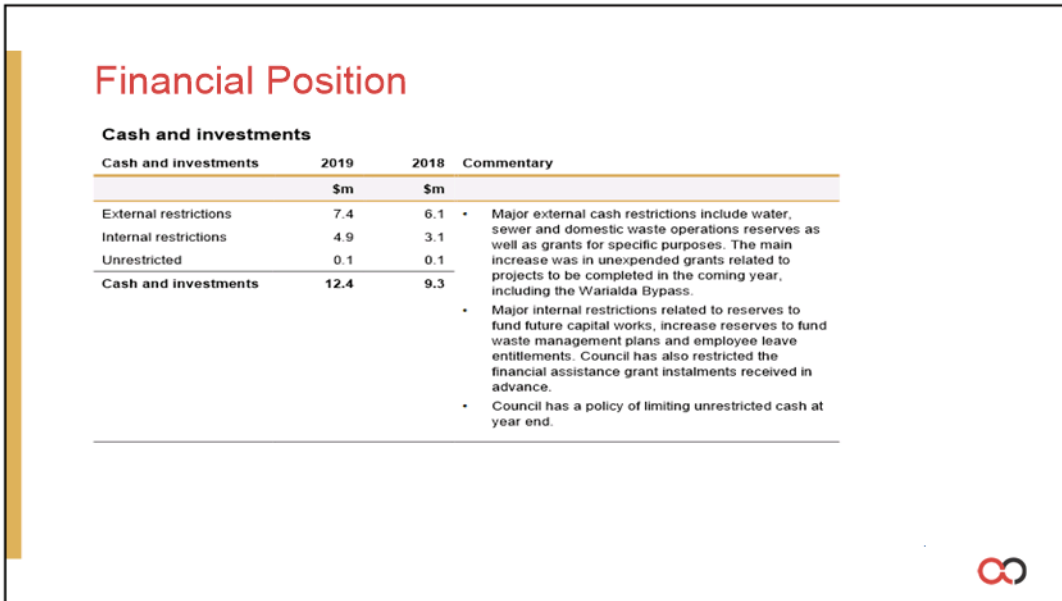 Financial Position
Cash and investments
Cash and investments 2019 2018 Commentary
$m $m
External restrictions 7.4 6.1
Internal restrictions 4.9 3.1
Unrestricted 0.1 0.1
Cash and investments 12.4 9.3
• Major external cash restrictions include water,
sewer and domestic waste operations reserves as
well as grants for specific purposes. The main
increase was in unexpended grants related to
projects to be completed in the coming year,
including the Warialda Bypass.
• Major internal restrictions related to reserves to
fund future capital works, increase reserves to fund
waste management plans and employee leave
entitlements. Council has also restricted the
financial assistance grant instalments received in
advance.
• Council has a policy of limiting unrestricted cash at
year end.